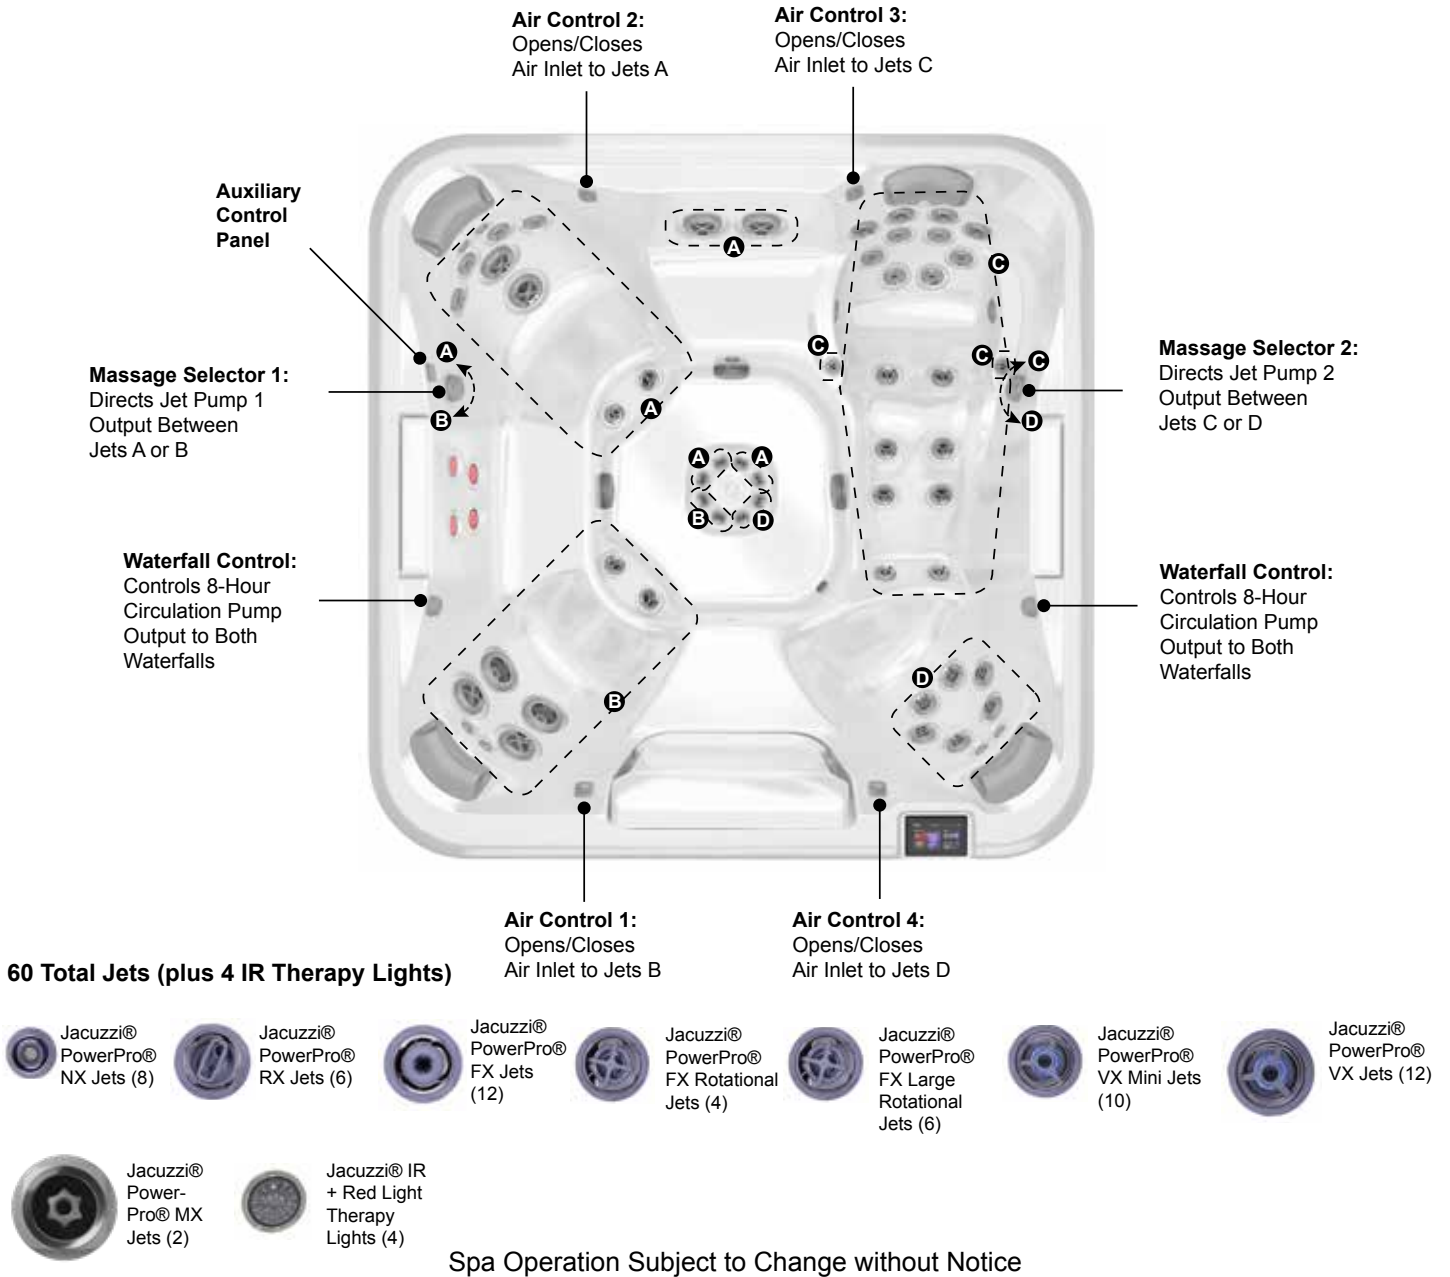 Air Control 2:
Opens/Closes
Air Inlet to Jets A
Air Control 3:
Opens/Closes
Air Inlet to Jets C
Auxiliary
Control
Panel
A
C
A
B
Massage Selector 1:
Directs Jet Pump 1
Output Between
Jets A or B
C
C
C
D
Massage Selector 2:
Directs Jet Pump 2
Output Between
Jets C or D
A
A
A
B
D
Waterfall Control:
Controls 8-Hour
Circulation Pump
Output to Both
Waterfalls
Waterfall Control:
Controls 8-Hour
Circulation Pump
Output to Both
Waterfalls
B
D
Air Control 1:
Opens/Closes
Air Inlet to Jets B
Air Control 4:
Opens/Closes
Air Inlet to Jets D
60 Total Jets (plus 4 IR Therapy Lights)
Jacuzzi®
PowerPro®
NX Jets (8)
Jacuzzi®
PowerPro®
RX Jets (6)
Jacuzzi®
PowerPro®
FX Jets
(12)
Jacuzzi®
PowerPro®
FX Rotational
Jets (4)
Jacuzzi®
PowerPro®
FX Large
Rotational
Jets (6)
Jacuzzi®
PowerPro®
VX Mini Jets
(10)
Jacuzzi®
PowerPro®
VX Jets (12)
Jacuzzi®
Power-
Pro® MX
Jets (2)
Jacuzzi® IR
+ Red Light
Therapy
Lights (4)
Spa Operation Subject to Change without Notice